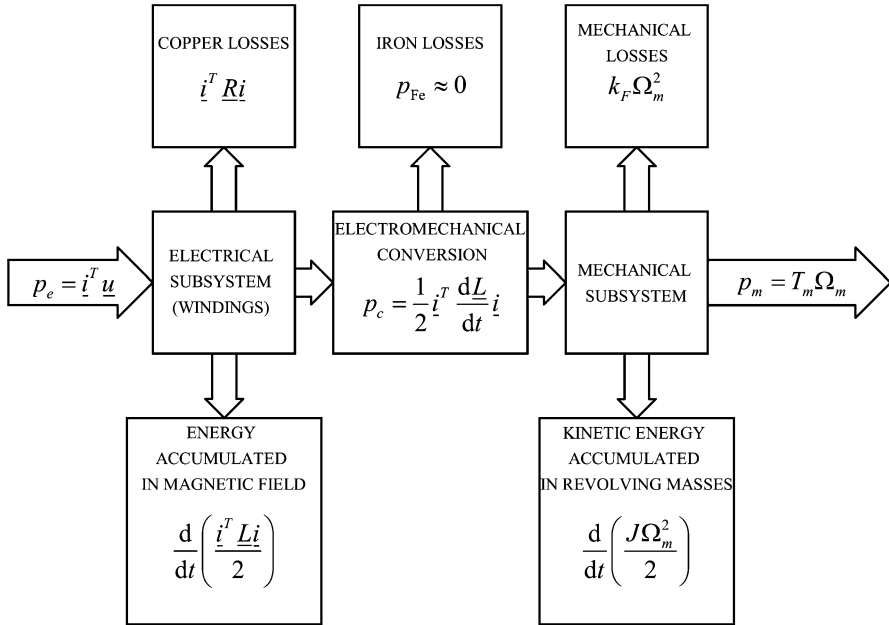 COPPER LOSSES
i^T R i
IRON LOSSES
p_Fe ≈ 0
MECHANICAL
LOSSES
k_F Ω_m^2
p_e = i^T u
ELECTRICAL
SUBSYSTEM
(WINDINGS)
ELECTROMECHANICAL
CONVERSION
p_c = 1/2 i^T dL/dt i
MECHANICAL
SUBSYSTEM
p_m = T_m Ω_m
ENERGY
ACCUMULATED
IN MAGNETIC FIELD
d/dt (i^T L i / 2)
KINETIC ENERGY
ACCUMULATED
IN REVOLVING MASSES
d/dt (J Ω_m^2 / 2)